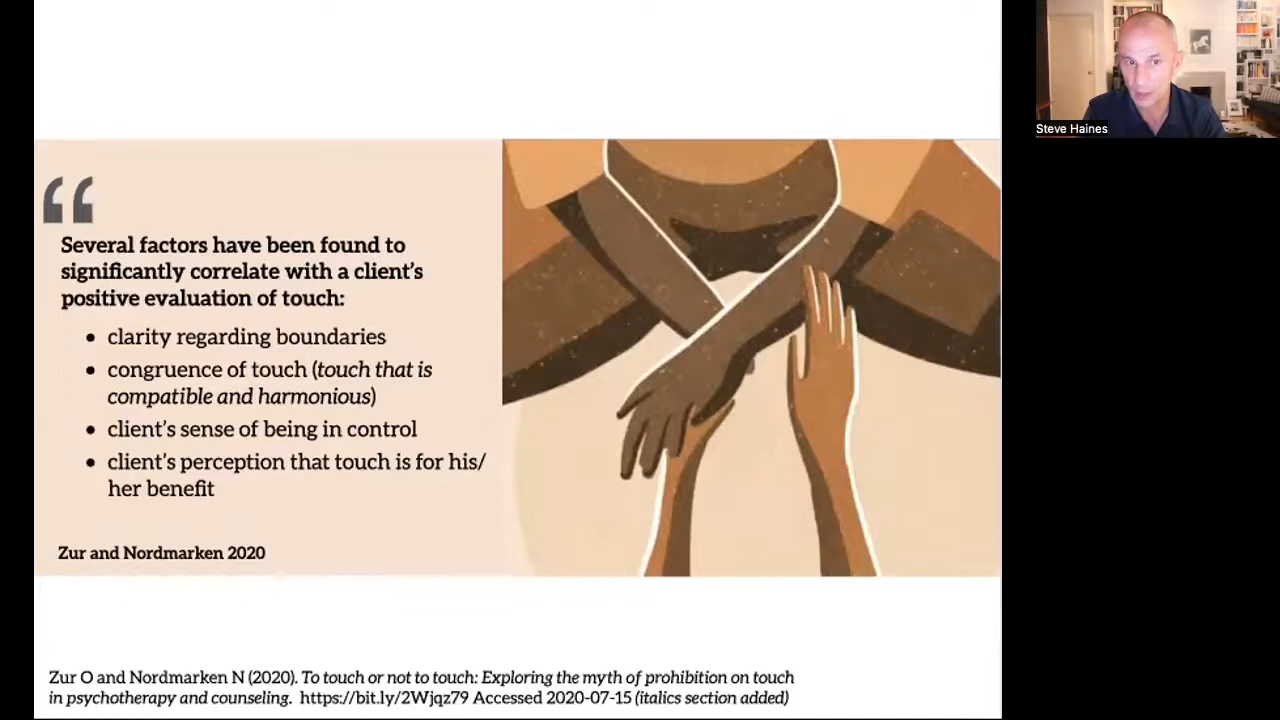 “
Several factors have been found to
significantly correlate with a client’s
positive evaluation of touch:
• clarity regarding boundaries
• congruence of touch (touch that is
compatible and harmonious)
• client’s sense of being in control
• client’s perception that touch is for his/
her benefit
Zur and Nordmarken 2020
Zur O and Nordmarken N (2020). To touch or not to touch: Exploring the myth of prohibition on touch
in psychotherapy and counseling. https://bit.ly/2Wjqz79 Accessed 2020-07-15 (italics section added)
Steve Haines